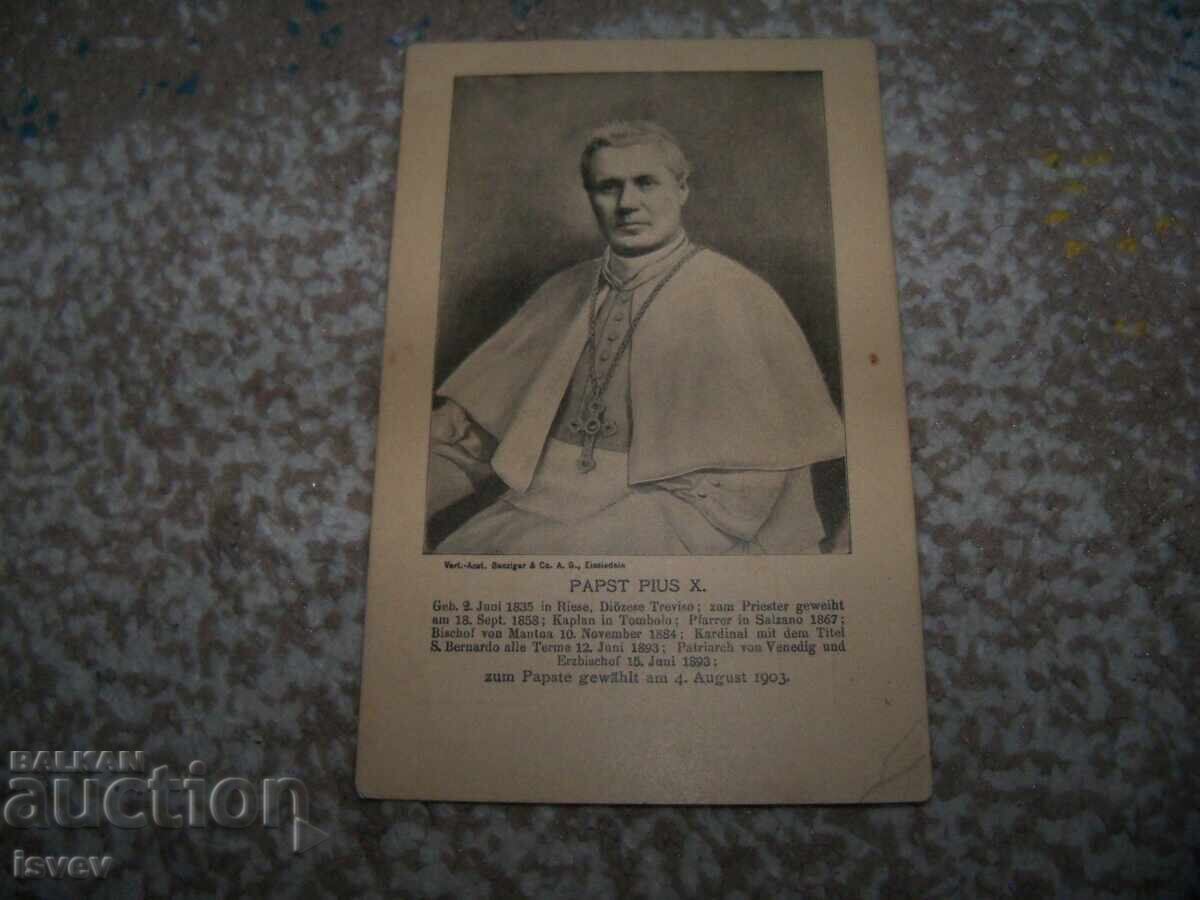 Verl.-Anst. Benziger & Co. A. G., Einsiedeln
PAPST PIUS X.
Geb. 2. Juni 1835 in Riese, Diözese Treviso; zum Priester geweiht
am 18. Sept. 1858; Kaplan in Tombolo; Pfarrer in Salzano 1867;
Bischof von Mantua 10. November 1884; Kardinal mit dem Titel
S. Bernardo alle Terme 12. Juni 1893; Patriarch von Venedig und
Erzbischof 15. Juni 1893;
zum Papste gewählt am 4. August 1903.
BALKAN
auction
isvev